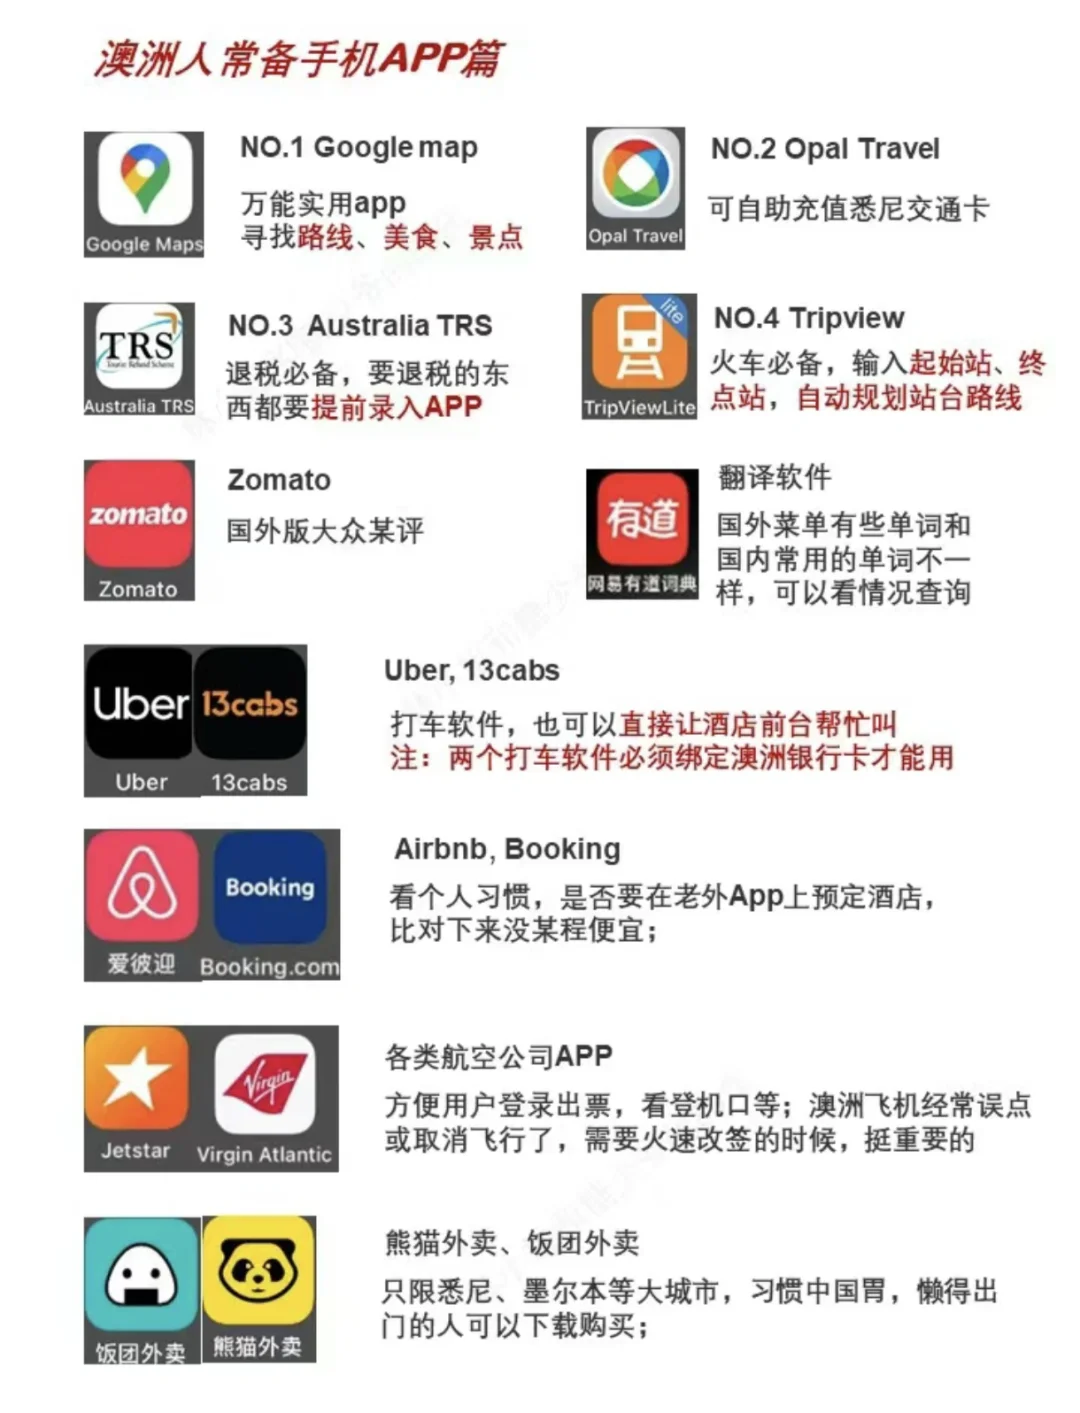 澳洲人常备手机APP篇
Google Maps
NO.1 Google map
万能实用app
寻找路线、美食、景点
Opal Travel
NO.2 Opal Travel
可自助充值悉尼交通卡
TRS
Tourist Refund Scheme
Australia TRS
NO.3 Australia TRS
退税必备，要退税的东
西都要提前录入APP
lite
TripViewLite
NO.4 Tripview
火车必备，输入起始站、终
点站，自动规划站台路线
zomato
Zomato
Zomato
国外版大众某评
有道
网易有道词典
翻译软件
国外菜单有些单词和
国内常用的单词不一
样，可以看情况查询
Uber
13cabs
Uber
13cabs
Uber, 13cabs
打车软件，也可以直接让酒店前台帮忙叫
注：两个打车软件必须绑定澳洲银行卡才能用
Booking
爱彼迎
Booking.com
Airbnb, Booking
看个人习惯，是否要在老外App上预定酒店，
比对下来没某程便宜；
Virgin
Jetstar
Virgin Atlantic
各类航空公司APP
方便用户登录出票，看登机口等；澳洲飞机经常误点
或取消飞行了，需要火速改签的时候，挺重要的
饭团外卖
熊猫外卖
熊猫外卖、饭团外卖
只限悉尼、墨尔本等大城市，习惯中国胃，懒得出
门的人可以下载购买；